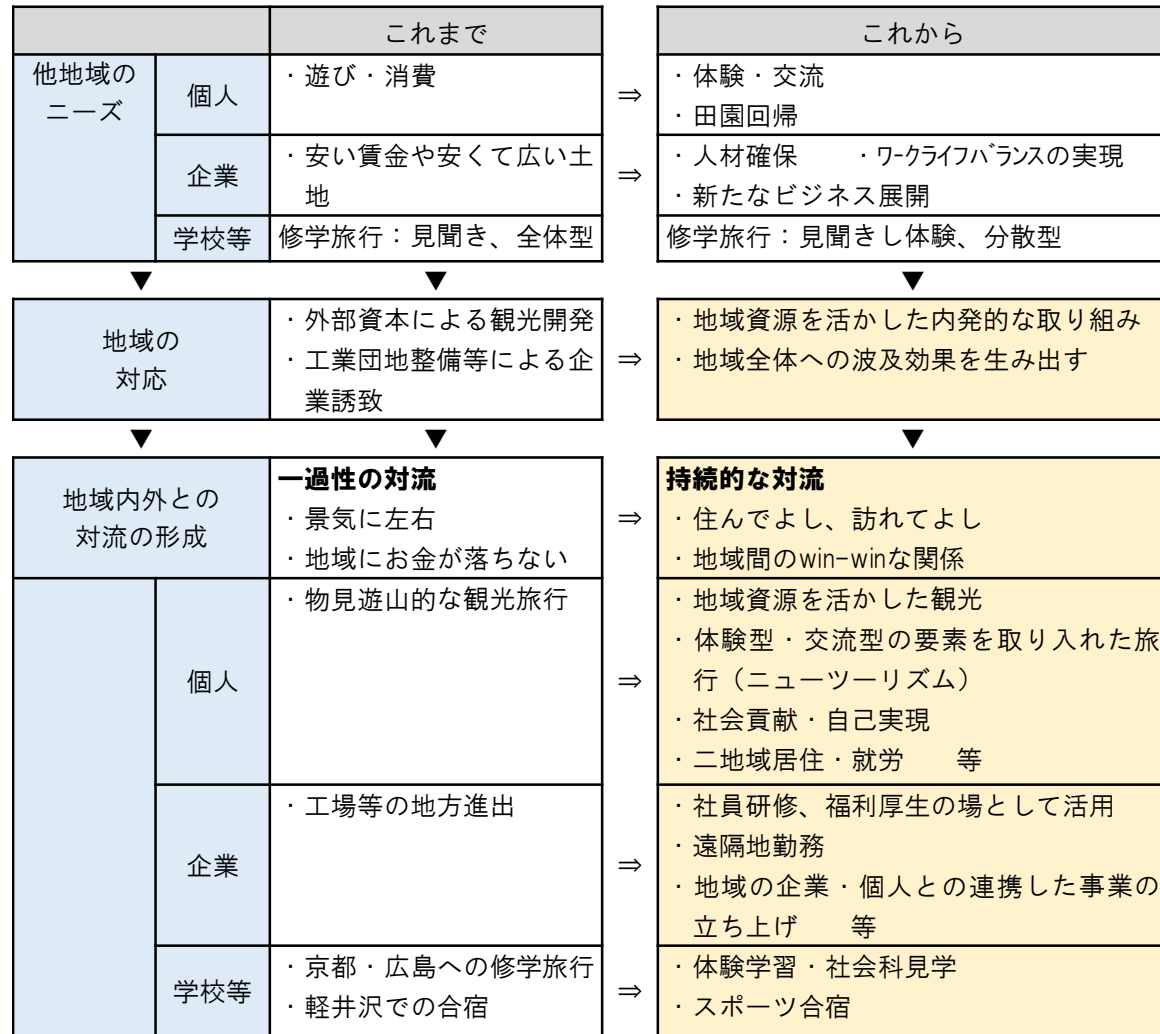 これまで
これから
他地域の
ニーズ
個人
・遊び・消費
⇒
・体験・交流
・田園回帰
企業
・安い賃金や安くて広い土
地
⇒
・人材確保　　・ワークライフバランスの実現
・新たなビジネス展開
学校等
修学旅行：見聞き、全体型
修学旅行：見聞きし体験、分散型
▼
▼
▼
地域の
対応
・外部資本による観光開発
・工業団地整備等による企
業誘致
⇒
・地域資源を活かした内発的な取り組み
・地域全体への波及効果を生み出す
▼
▼
▼
地域内外との
対流の形成
一過性の対流
・景気に左右
・地域にお金が落ちない
⇒
持続的な対流
・住んでよし、訪れてよし
・地域間のwin-winな関係
個人
・物見遊山的な観光旅行
⇒
・地域資源を活かした観光
・体験型・交流型の要素を取り入れた旅
行（ニューツーリズム）
・社会貢献・自己実現
・二地域居住・就労　　等
企業
・工場等の地方進出
⇒
・社員研修、福利厚生の場として活用
・遠隔地勤務
・地域の企業・個人との連携した事業の
立ち上げ　　等
学校等
・京都・広島への修学旅行
・軽井沢での合宿
⇒
・体験学習・社会科見学
・スポーツ合宿